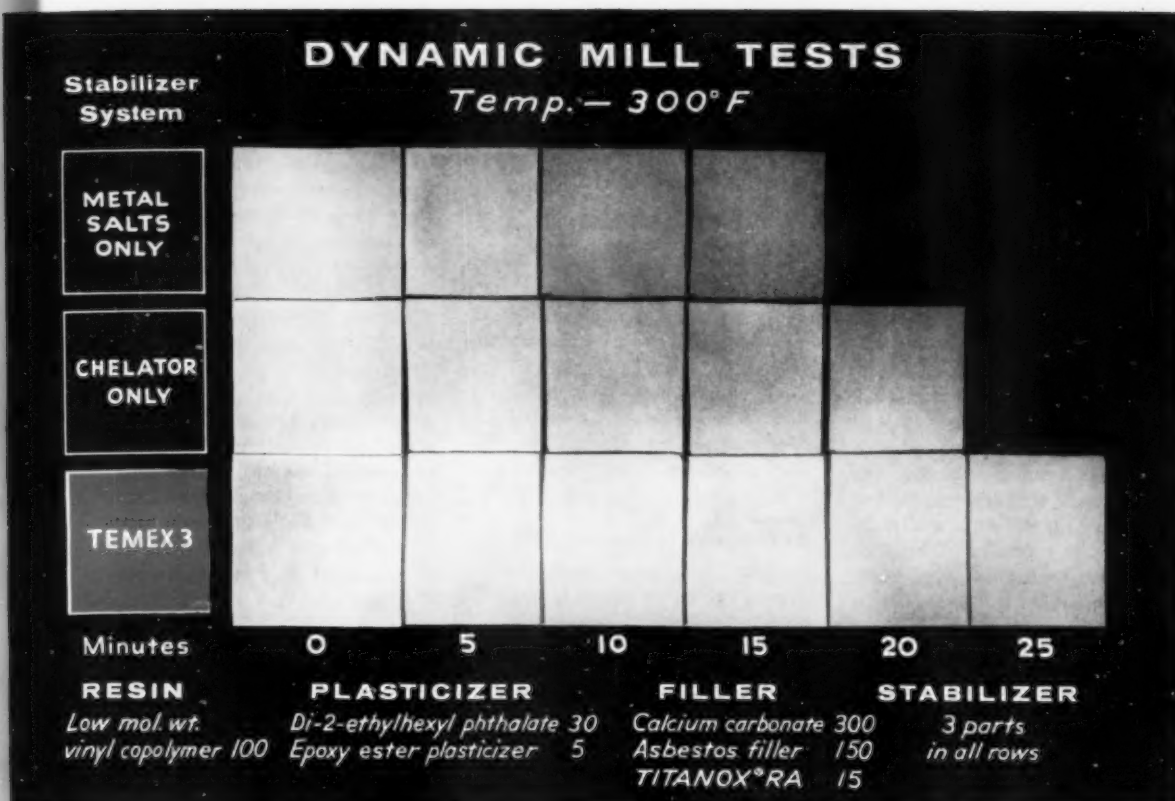 DYNAMIC MILL TESTS
Temp. — 300°F
Stabilizer
System
METAL
SALTS
ONLY
CHELATOR
ONLY
TEMEX 3
Minutes 0 5 10 15 20 25
RESIN
Low mol. wt.
vinyl copolymer 100
PLASTICIZER
Di-2-ethylhexyl phthalate 30
Epoxy ester plasticizer 5
FILLER
Calcium carbonate 300
Asbestos filler 150
TITANOX®RA 15
STABILIZER
3 parts
in all rows